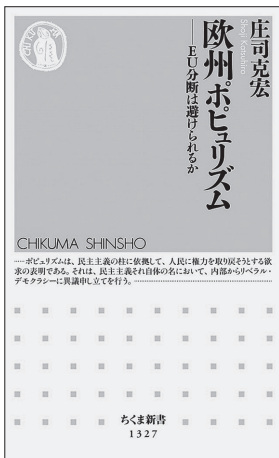 庄司克宏
Shoji Katsuhiro
欧州ポピュリズム
──EU分断は避けられるか
CHIKUMA SHINSHO
……ポピュリズムは、民主主義の柱に依拠して、人民に権力を取り戻そうとする欲
求の表明である。それは、民主主義それ自体の名において、内部からリベラル・
デモクラシーに異議申し立てを行う。……
ちくま新書
1327